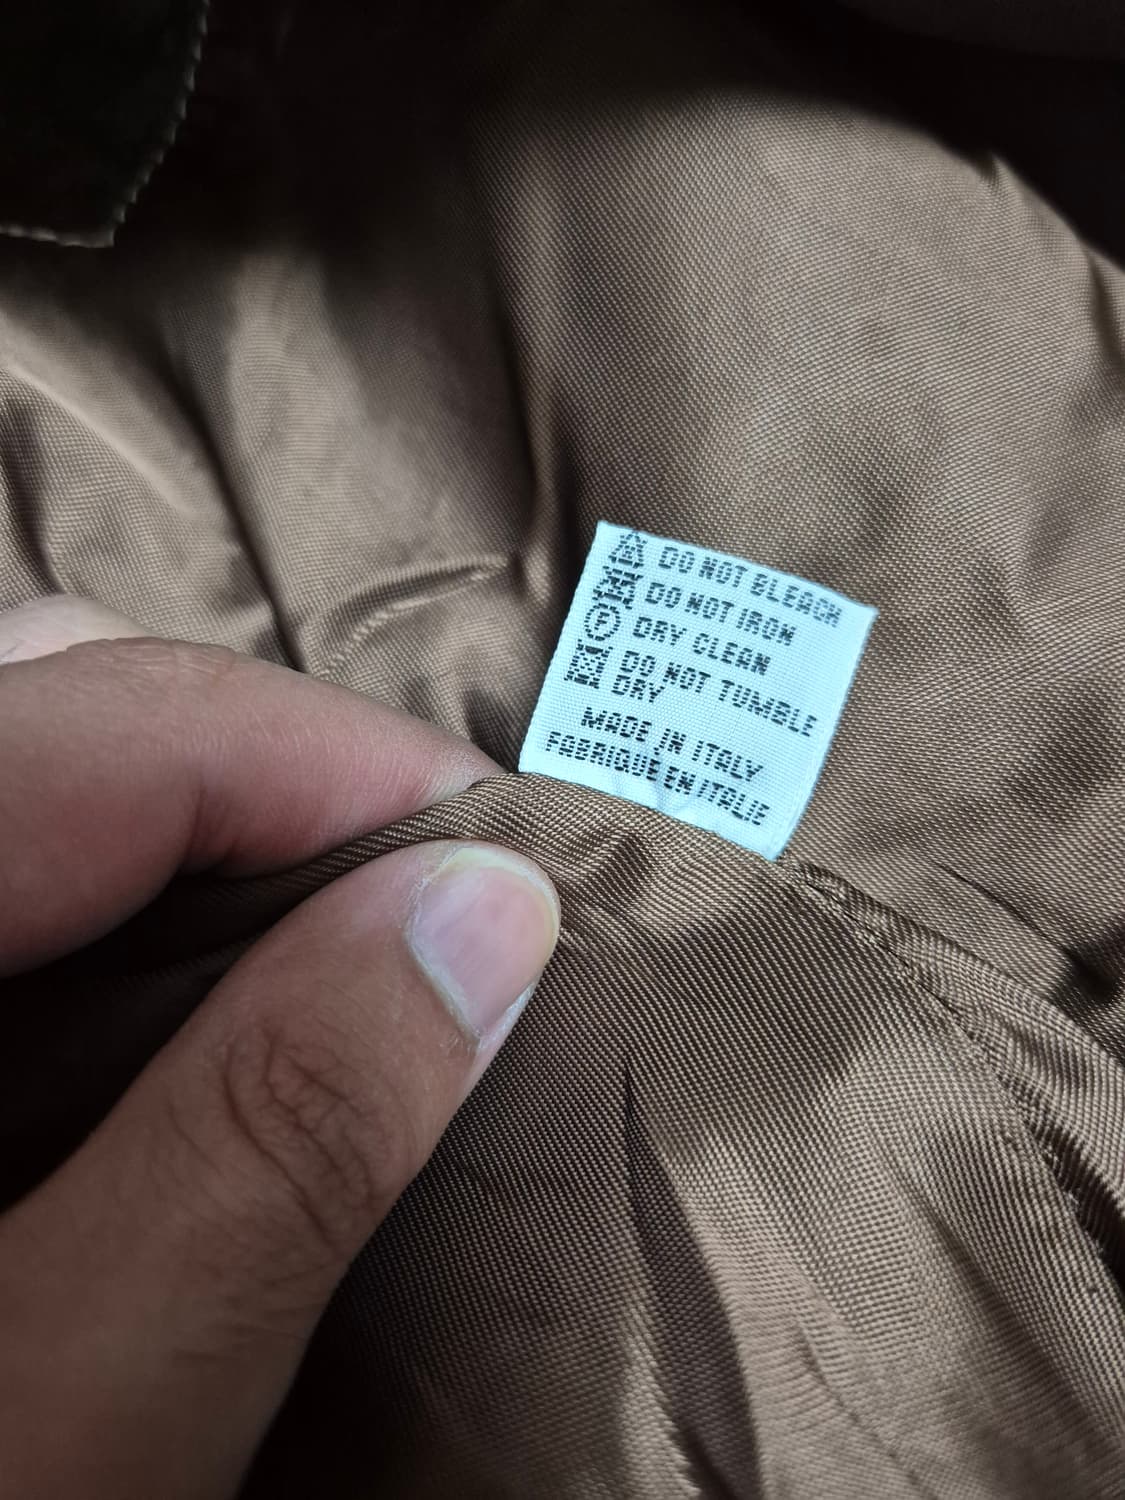 DO NOT BLEACH
DO NOT IRON
P DRY CLEAN
DO NOT TUMBLE
DRY
MADE IN ITALY
FABRIQUE EN ITALIE